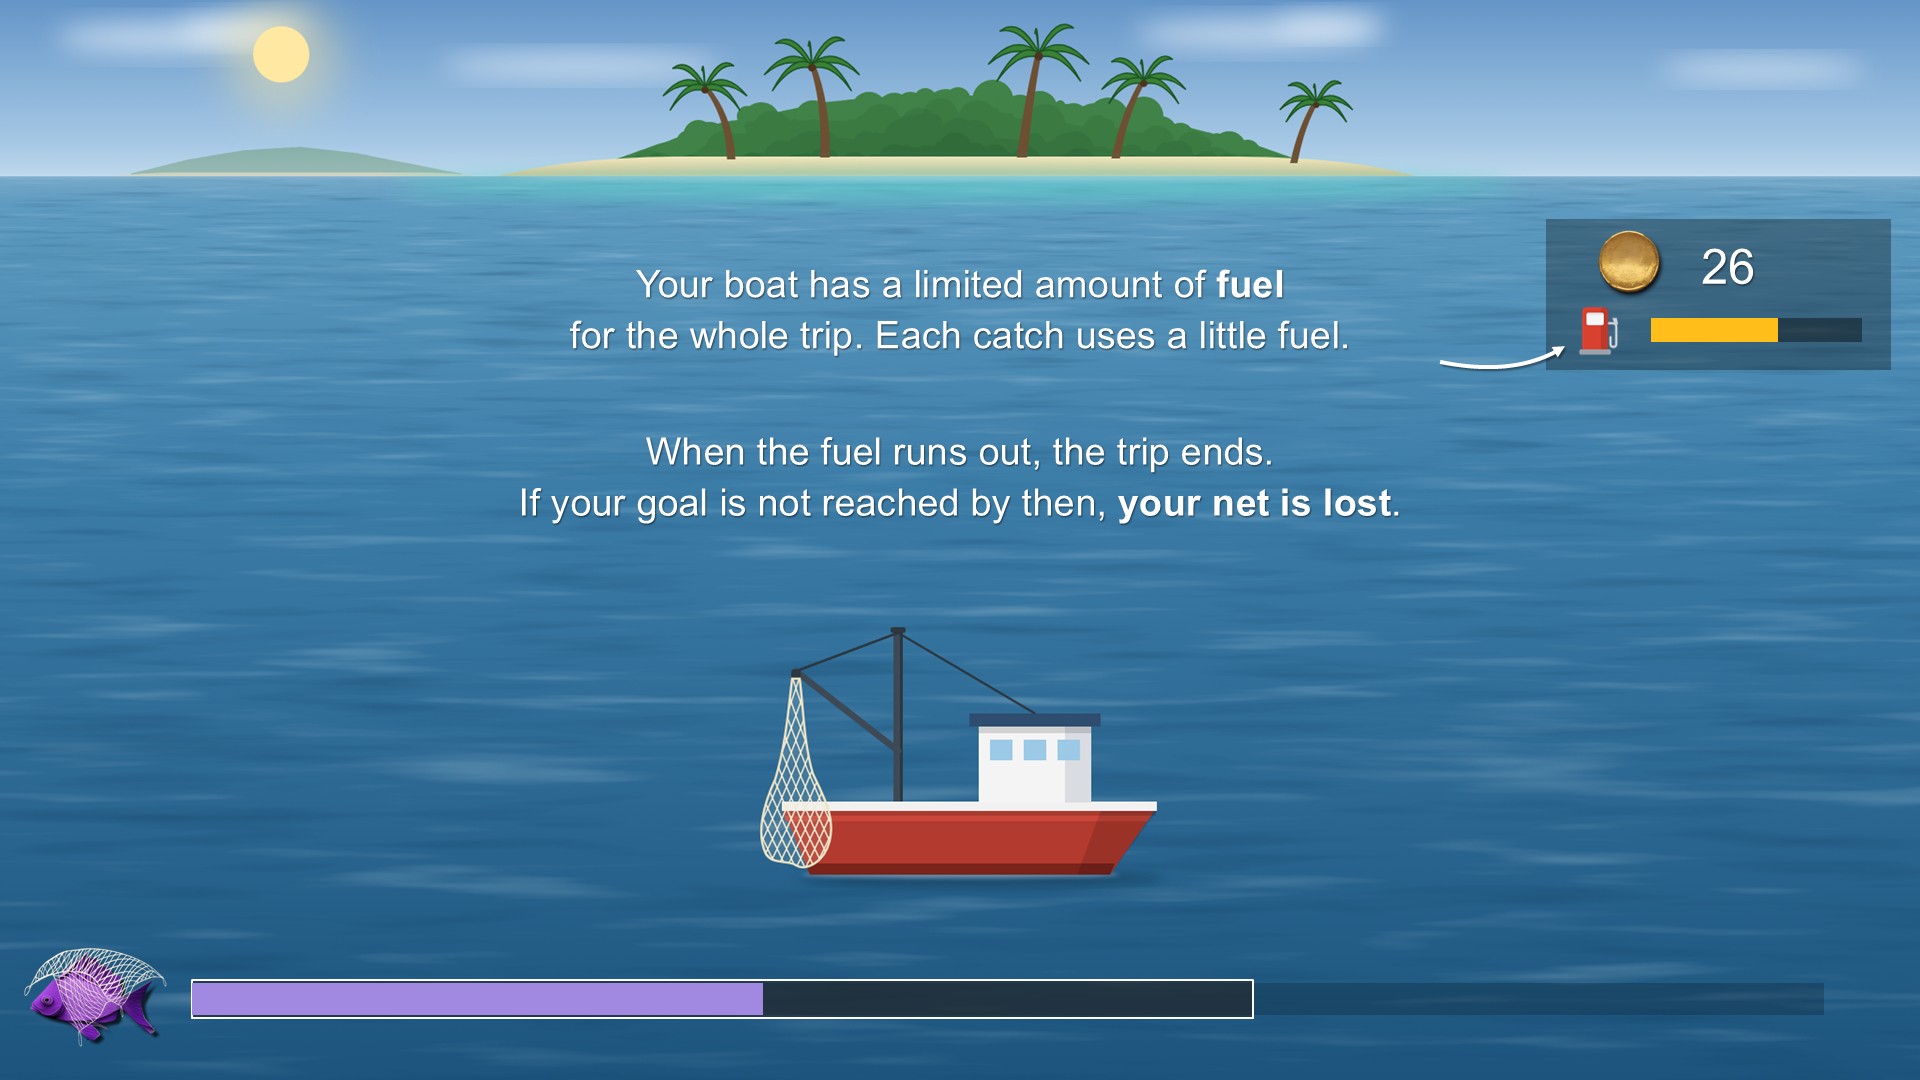 Your boat has a limited amount of fuel
for the whole trip. Each catch uses a little fuel.
When the fuel runs out, the trip ends.
If your goal is not reached by then, your net is lost.
26